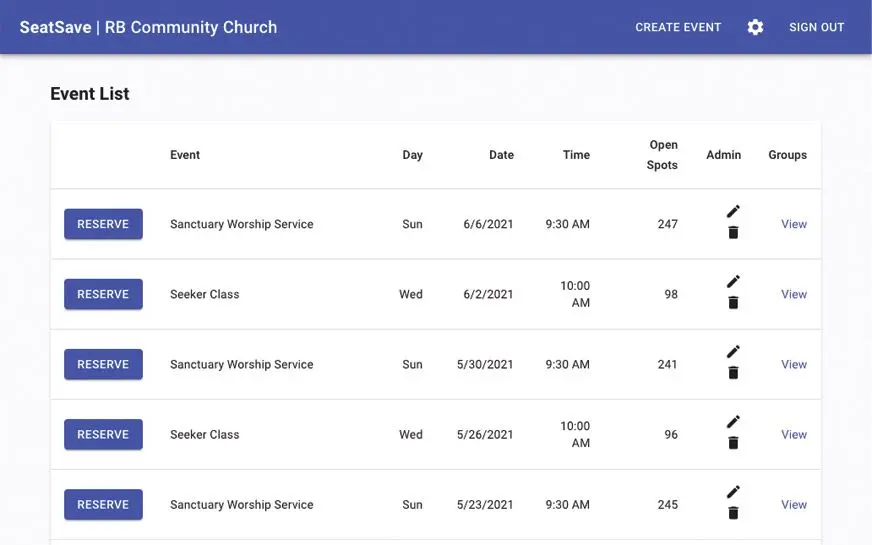 SeatSave | RB Community Church CREATE EVENT SIGN OUT
Event List
Event Day Date Time Open Spots Admin Groups
RESERVE Sanctuary Worship Service Sun 6/6/2021 9:30 AM 247 View
RESERVE Seeker Class Wed 6/2/2021 10:00 AM 98 View
RESERVE Sanctuary Worship Service Sun 5/30/2021 9:30 AM 241 View
RESERVE Seeker Class Wed 5/26/2021 10:00 AM 96 View
RESERVE Sanctuary Worship Service Sun 5/23/2021 9:30 AM 245 View